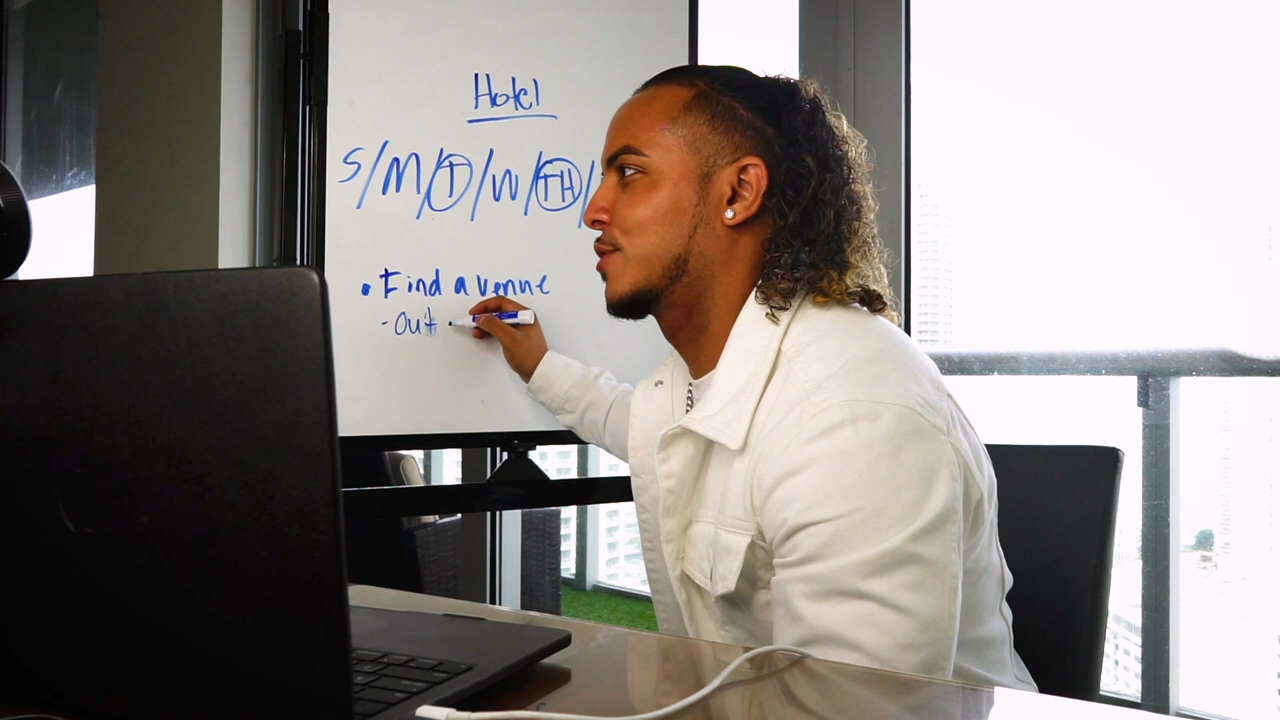 Hotel
S/M/T/W/TH/
• Find a venue
- Out